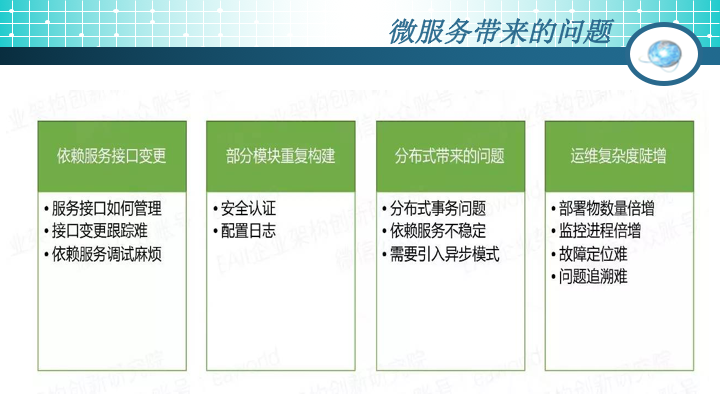 微服务带来的问题
依赖服务接口变更
• 服务接口如何管理
• 接口变更跟踪难
• 依赖服务调试麻烦
部分模块重复构建
• 安全认证
• 配置日志
分布式带来的问题
• 分布式事务问题
• 依赖服务不稳定
• 需要引入异步模式
运维复杂度陡增
• 部署物数量倍增
• 监控进程倍增
• 故障定位难
• 问题追溯难